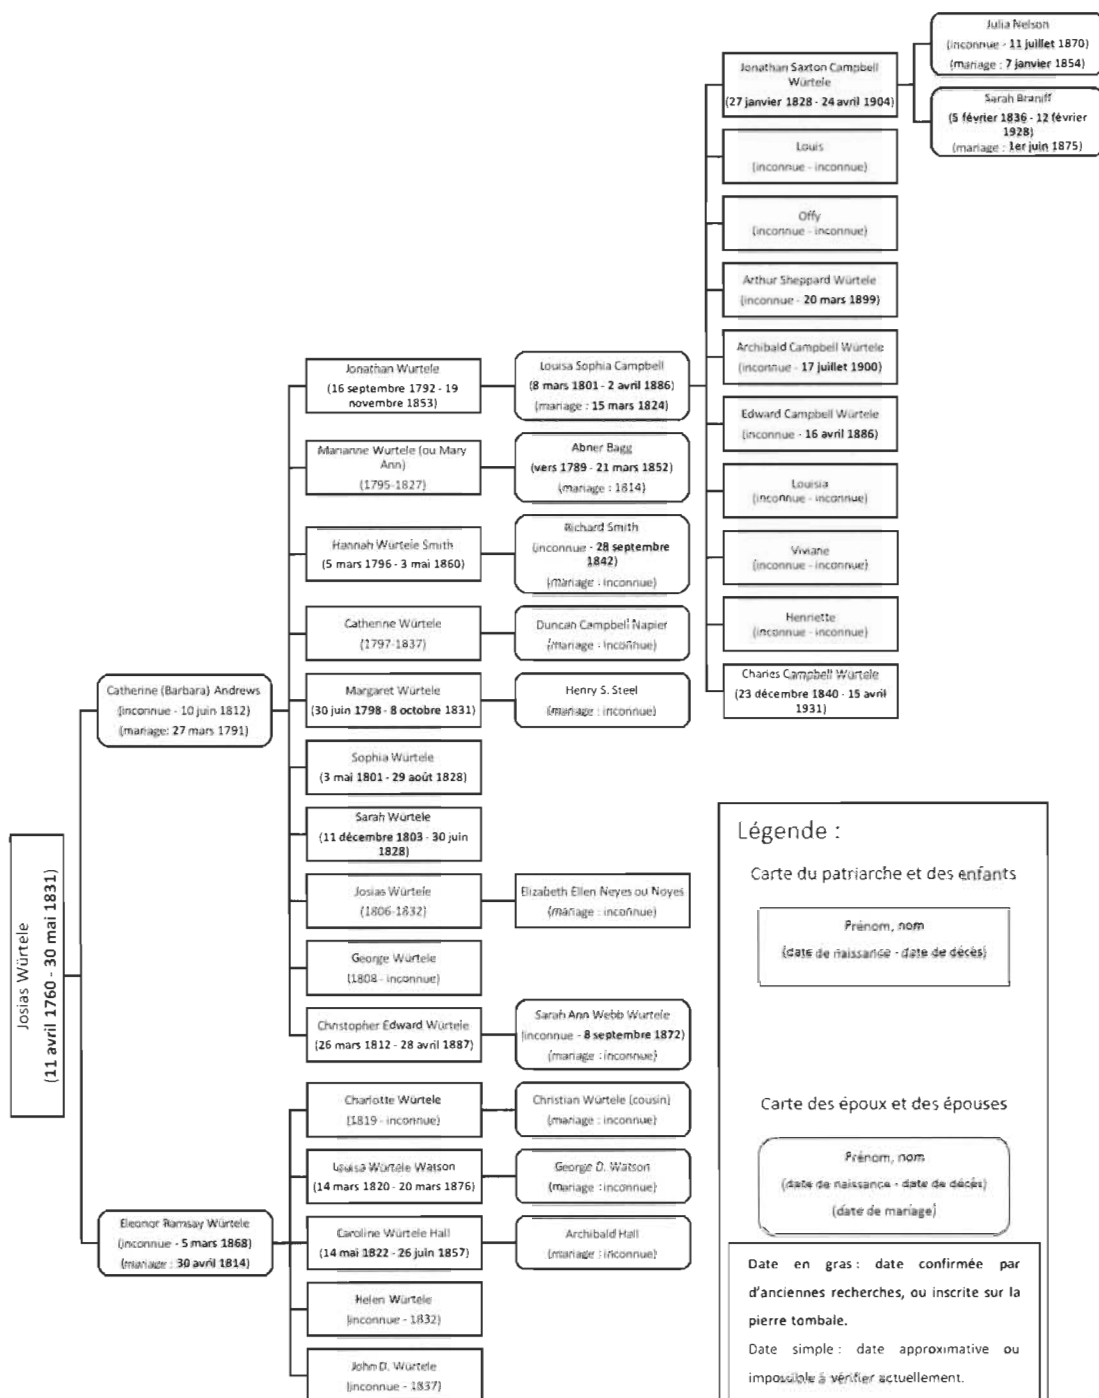 Julia Nelson
(inconnue - 11 juillet 1870)
(mariage : 7 janvier 1854)
Jonathan Saxton Campbell
Würtele
(27 janvier 1828 - 24 avril 1904)
Sarah Braniff
(5 février 1836 - 12 février
1928)
(mariage : 1er juin 1875)
Louis
(inconnue - inconnue)
Offy
(inconnue - inconnue)
Arthur Sheppard Würtele
(inconnue - 20 mars 1899)
Archibald Campbell Würtele
(inconnue - 17 juillet 1900)
Edward Campbell Würtele
(inconnue - 16 avril 1886)
Louisia
(inconnue - inconnue)
Viviane
(inconnue - inconnue)
Henriette
(inconnue - inconnue)
Charles Campbell Würtele
(23 décembre 1840 - 15 avril
1931)
Jonathan Wurtele
(16 septembre 1792 - 19
novembre 1853)
Louisa Sophia Campbell
(8 mars 1801 - 2 avril 1886)
(mariage : 15 mars 1824)
Marianne Wurtele (ou Mary
Ann)
(1795-1827)
Abner Bagg
(vers 1789 - 21 mars 1852)
(mariage : 1814)
Hannah Würtele Smith
(5 mars 1796 - 3 mai 1860)
Richard Smith
(inconnue - 28 septembre
1842)
(mariage : inconnue)
Catherine Würtele
(1797-1837)
Duncan Campbell Napier
(mariage : inconnue)
Margaret Würtele
(30 juin 1798 - 8 octobre 1831)
Henry S. Steel
(mariage : inconnue)
Sophia Würtele
(3 mai 1801 - 29 août 1828)
Sarah Würtele
(11 décembre 1803 - 30 juin
1828)
Josias Würtele
(1806-1832)
Elizabeth Ellen Neyes ou Noyes
(mariage : inconnue)
George Würtele
(1808 - inconnue)
Christopher Edward Würtele
(26 mars 1812 - 28 avril 1887)
Sarah Ann Webb Wurtele
(inconnue - 8 septembre 1872)
(mariage : inconnue)
Catherine (Barbara) Andrews
(inconnue - 10 juin 1812)
(mariage: 27 mars 1791)
Josias Würtele
(11 avril 1760 - 30 mai 1831)
Charlotte Würtele
(1819 - inconnue)
Christian Würtele (cousin)
(mariage : inconnue)
Louisa Würtele Watson
(14 mars 1820 - 20 mars 1876)
George D. Watson
(mariage : inconnue)
Eleonor Ramsay Würtele
(inconnue - 5 mars 1868)
(mariage : 30 avril 1814)
Caroline Würtele Hall
(14 mai 1822 - 26 juin 1857)
Archibald Hall
(mariage : inconnue)
Helen Würtele
(inconnue - 1832)
John D. Würtele
(inconnue - 1837)
Légende :
Carte du patriarche et des enfants
Prénom, nom
(date de naissance - date de décès)
Carte des époux et des épouses
Prénom, nom
(date de naissance - date de décès)
(date de mariage)
Date en gras : date confirmée par
d'anciennes recherches, ou inscrite sur la
pierre tombale.
Date simple : date approximative ou
impossible à vérifier actuellement.